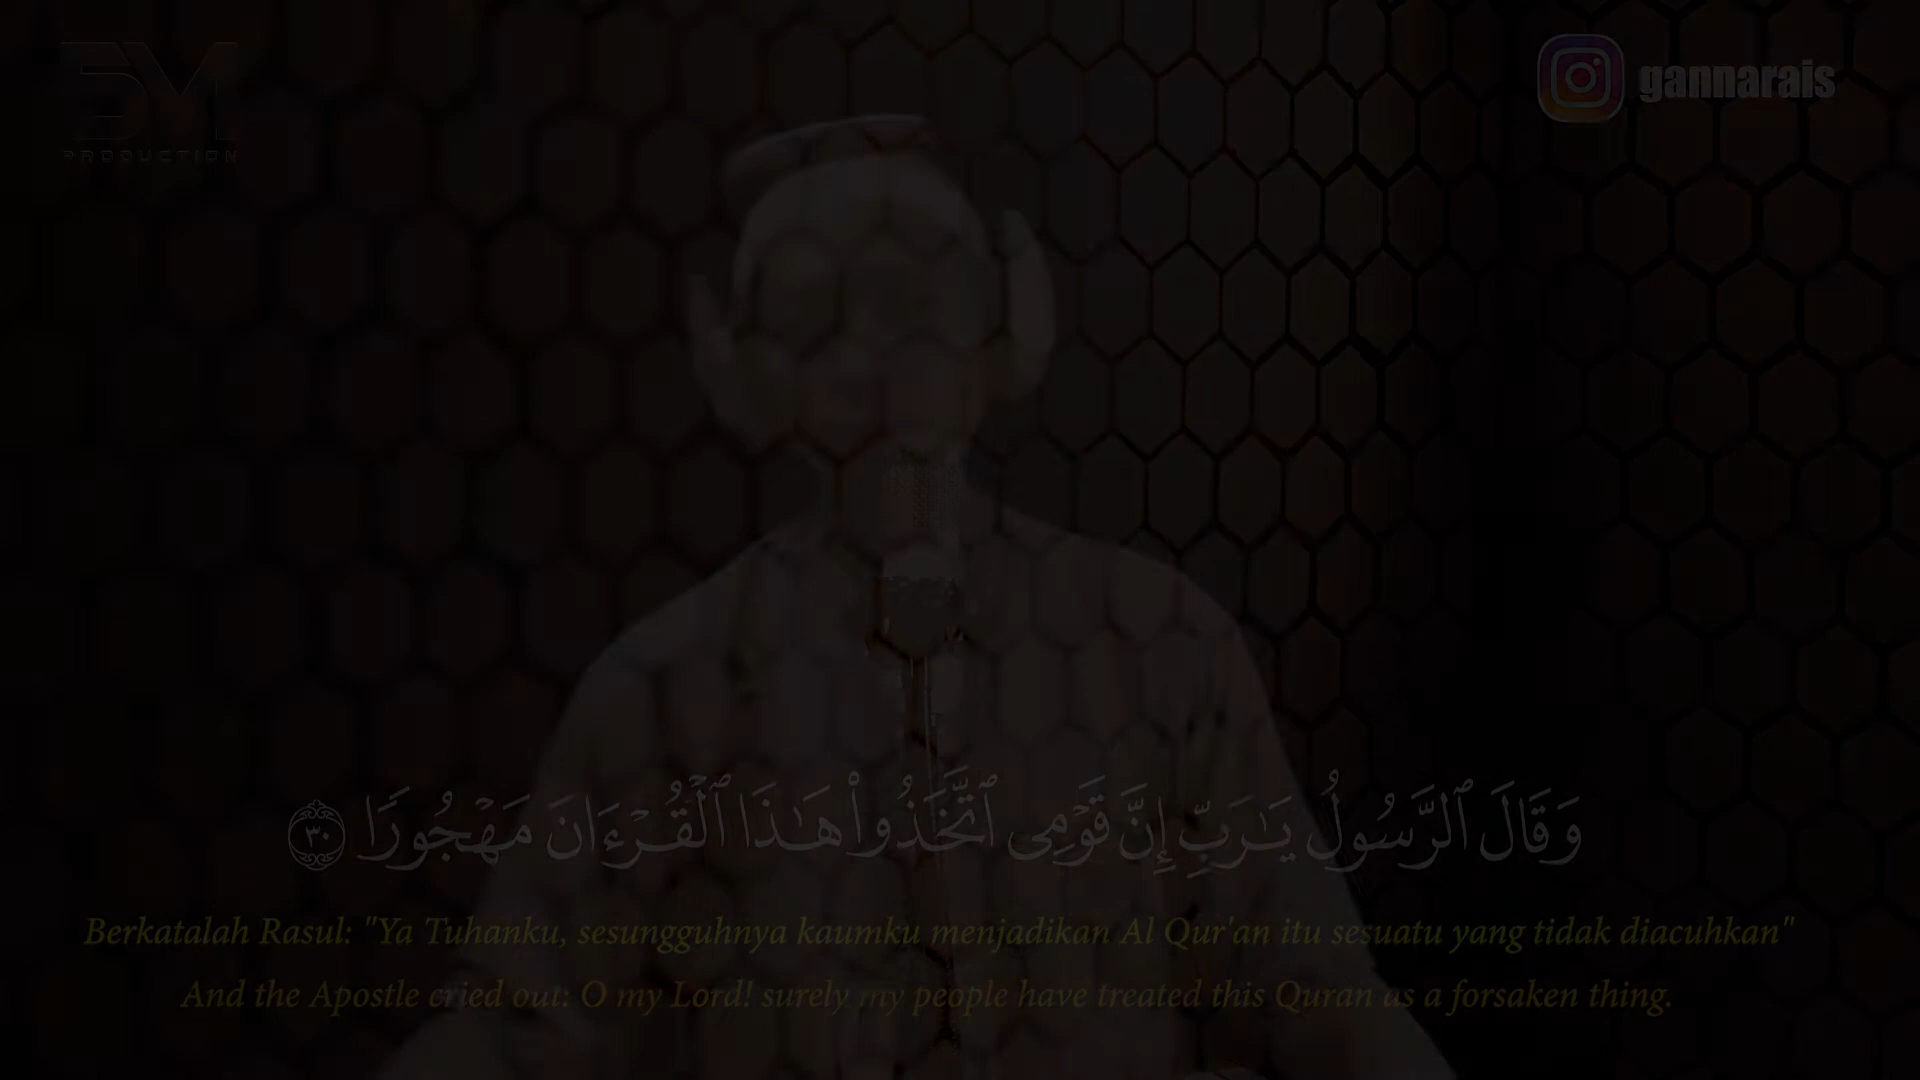 BM
PRODUCTION
gannarais
وَقَالَ ٱلرَّسُولُ يَـٰرَبِّ إِنَّ قَوْمِى ٱتَّخَذُوا۟ هَـٰذَا ٱلْقُرْءَانَ مَهْجُورًا ٣٠
Berkatalah Rasul: "Ya Tuhanku, sesungguhnya kaumku menjadikan Al Qur'an itu sesuatu yang tidak diacuhkan"
And the Apostle cried out: O my Lord! surely my people have treated this Quran as a forsaken thing.